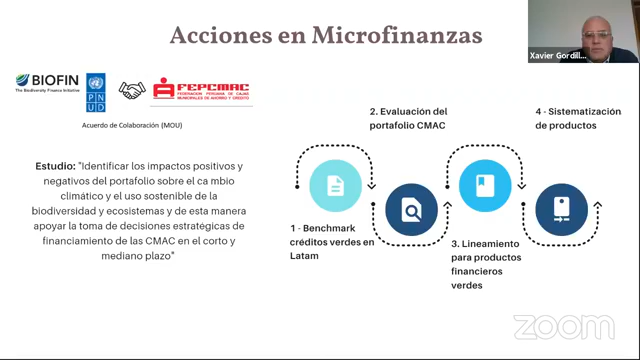 Acciones en Microfinanzas
Xavier Gordill...
BIOFIN
The Biodiversity Finance Initiative
P N
U D
FEPCMAC
FEDERACIÓN PERUANA DE CAJAS
MUNICIPALES DE AHORRO Y CRÉDITO
Acuerdo de Colaboración (MOU)
Estudio: "Identificar los impactos positivos y
negativos del portafolio sobre el ca mbio
climático y el uso sostenible de la
biodiversidad y ecosistemas y de esta manera
apoyar la toma de decisiones estratégicas de
financiamiento de las CMAC en el corto y
mediano plazo"
2. Evaluación del
portafolio CMAC
4 - Sistematización
de productos
1 - Benchmark
créditos verdes en
Latam
3. Lineamiento
para productos
financieros
verdes
zoom